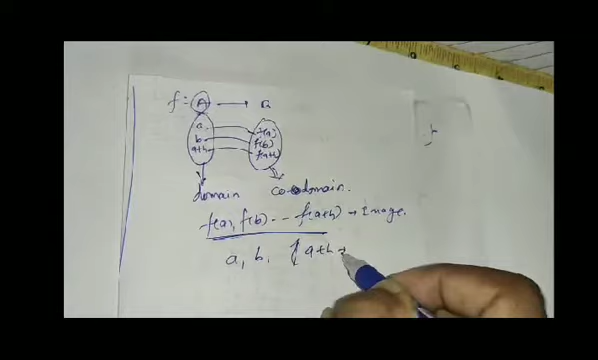 f: A → B
a, f(a)
b f(b)
a+h f(a+h)
domain co-domain.
f(a), f(b) -- f(a+h) → Image.
a, b, a+h →